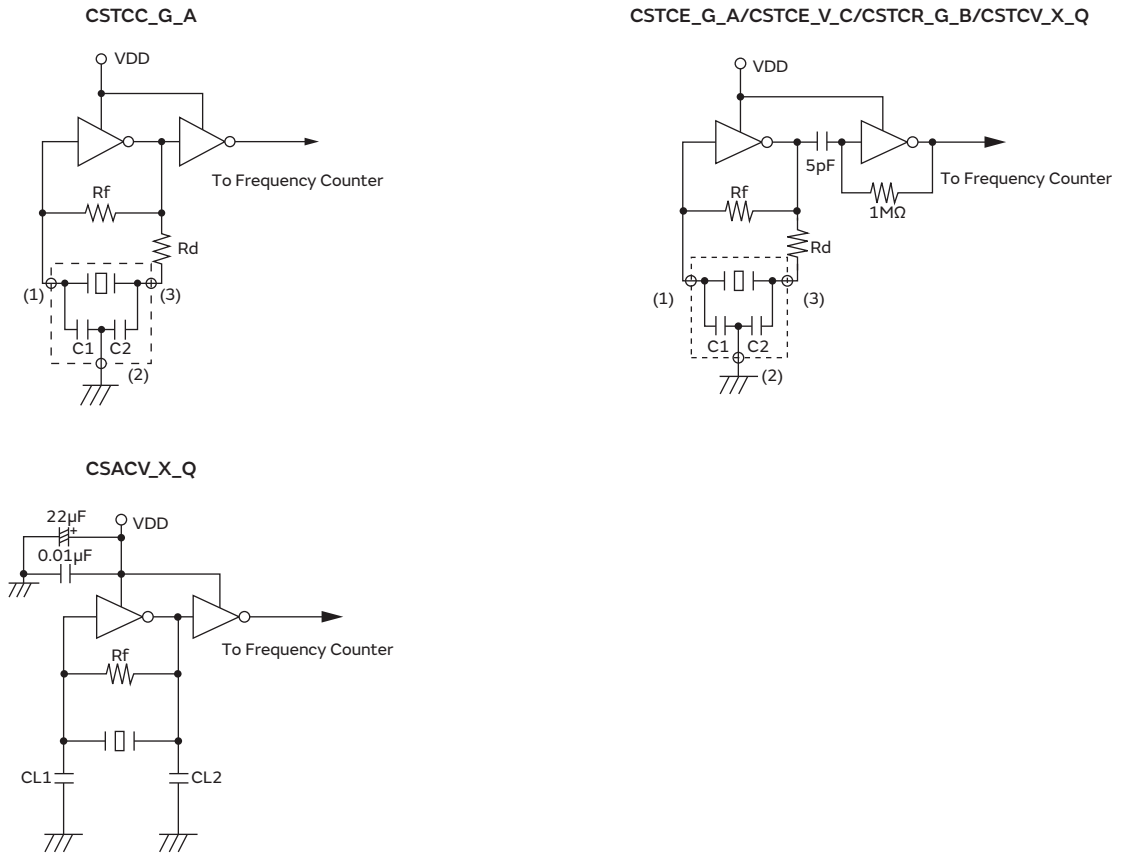 CSTCC_G_A
VDD
To Frequency Counter
Rf
Rd
(1)
(3)
C1
C2
(2)
CSTCE_G_A/CSTCE_V_C/CSTCR_G_B/CSTCV_X_Q
VDD
5pF
To Frequency Counter
Rf
1MΩ
Rd
(1)
(3)
C1
C2
(2)
CSACV_X_Q
22μF
+
VDD
0.01μF
To Frequency Counter
Rf
CL1
CL2